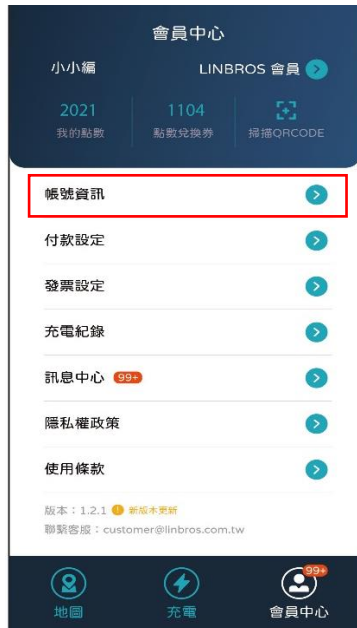 會員中心
小小編 LINBROS 會員
2021 1104
我的點數 點數兌換券 掃描QRCODE
帳號資訊
付款設定
發票設定
充電紀錄
訊息中心 99+
隱私權政策
使用條款
版本：1.2.1 ! 新版本更新
聯繫客服：customer@linbros.com.tw
99+
地圖 充電 會員中心